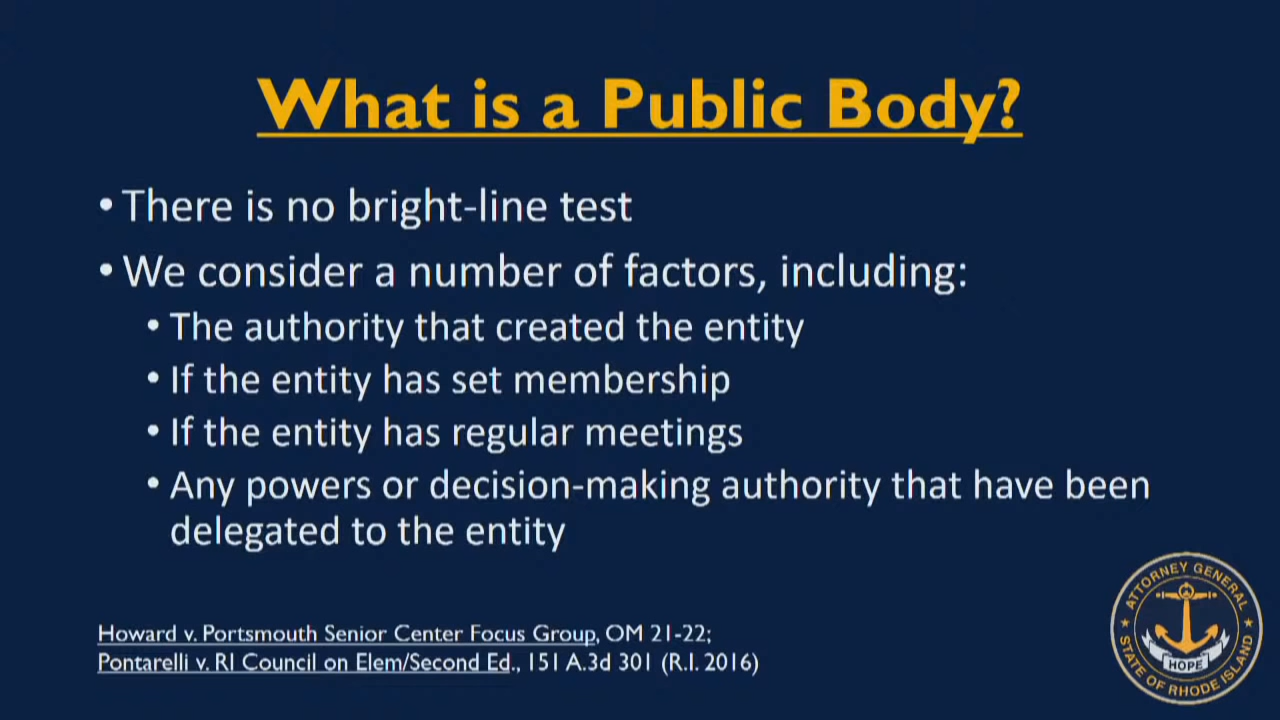 What is a Public Body?
• There is no bright-line test
• We consider a number of factors, including:
• The authority that created the entity
• If the entity has set membership
• If the entity has regular meetings
• Any powers or decision-making authority that have been
delegated to the entity
Howard v. Portsmouth Senior Center Focus Group, OM 21-22;
Pontarelli v. RI Council on Elem/Second Ed., 151 A.3d 301 (R.I. 2016)
ATTORNEY GENERAL
HOPE
STATE OF RHODE ISLAND